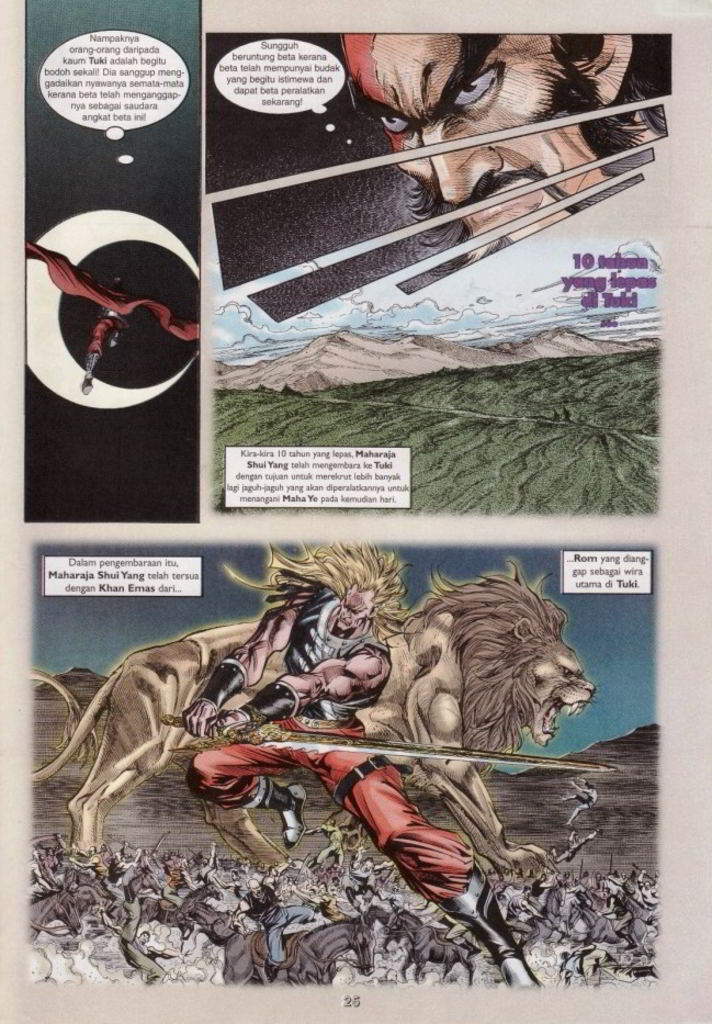 Nampaknya
orang-orang daripada
kaum Tuki adalah begitu
bodoh sekali! Dia sanggup meng-
gadaikan nyawanya semata-mata
kerana beta telah menganggap-
nya sebagai saudara
angkat beta ini!
Sungguh
beruntung beta kerana
beta telah mempunyai budak
yang begitu istimewa dan
dapat beta peralatkan
sekarang!
10 tahun
yang lepas
di Tuki
...
Kira-kira 10 tahun yang lepas, Maharaja
Shui Yang telah mengembara ke Tuki
dengan tujuan untuk merekrut lebih banyak
lagi jaguh-jaguh yang akan diperalatkannya untuk
menangani Maha Ye pada kemudian hari.
Dalam pengembaraan itu,
Maharaja Shui Yang telah tersua
dengan Khan Emas dari...
...Rom yang diang-
gap sebagai wira
utama di Tuki.
25